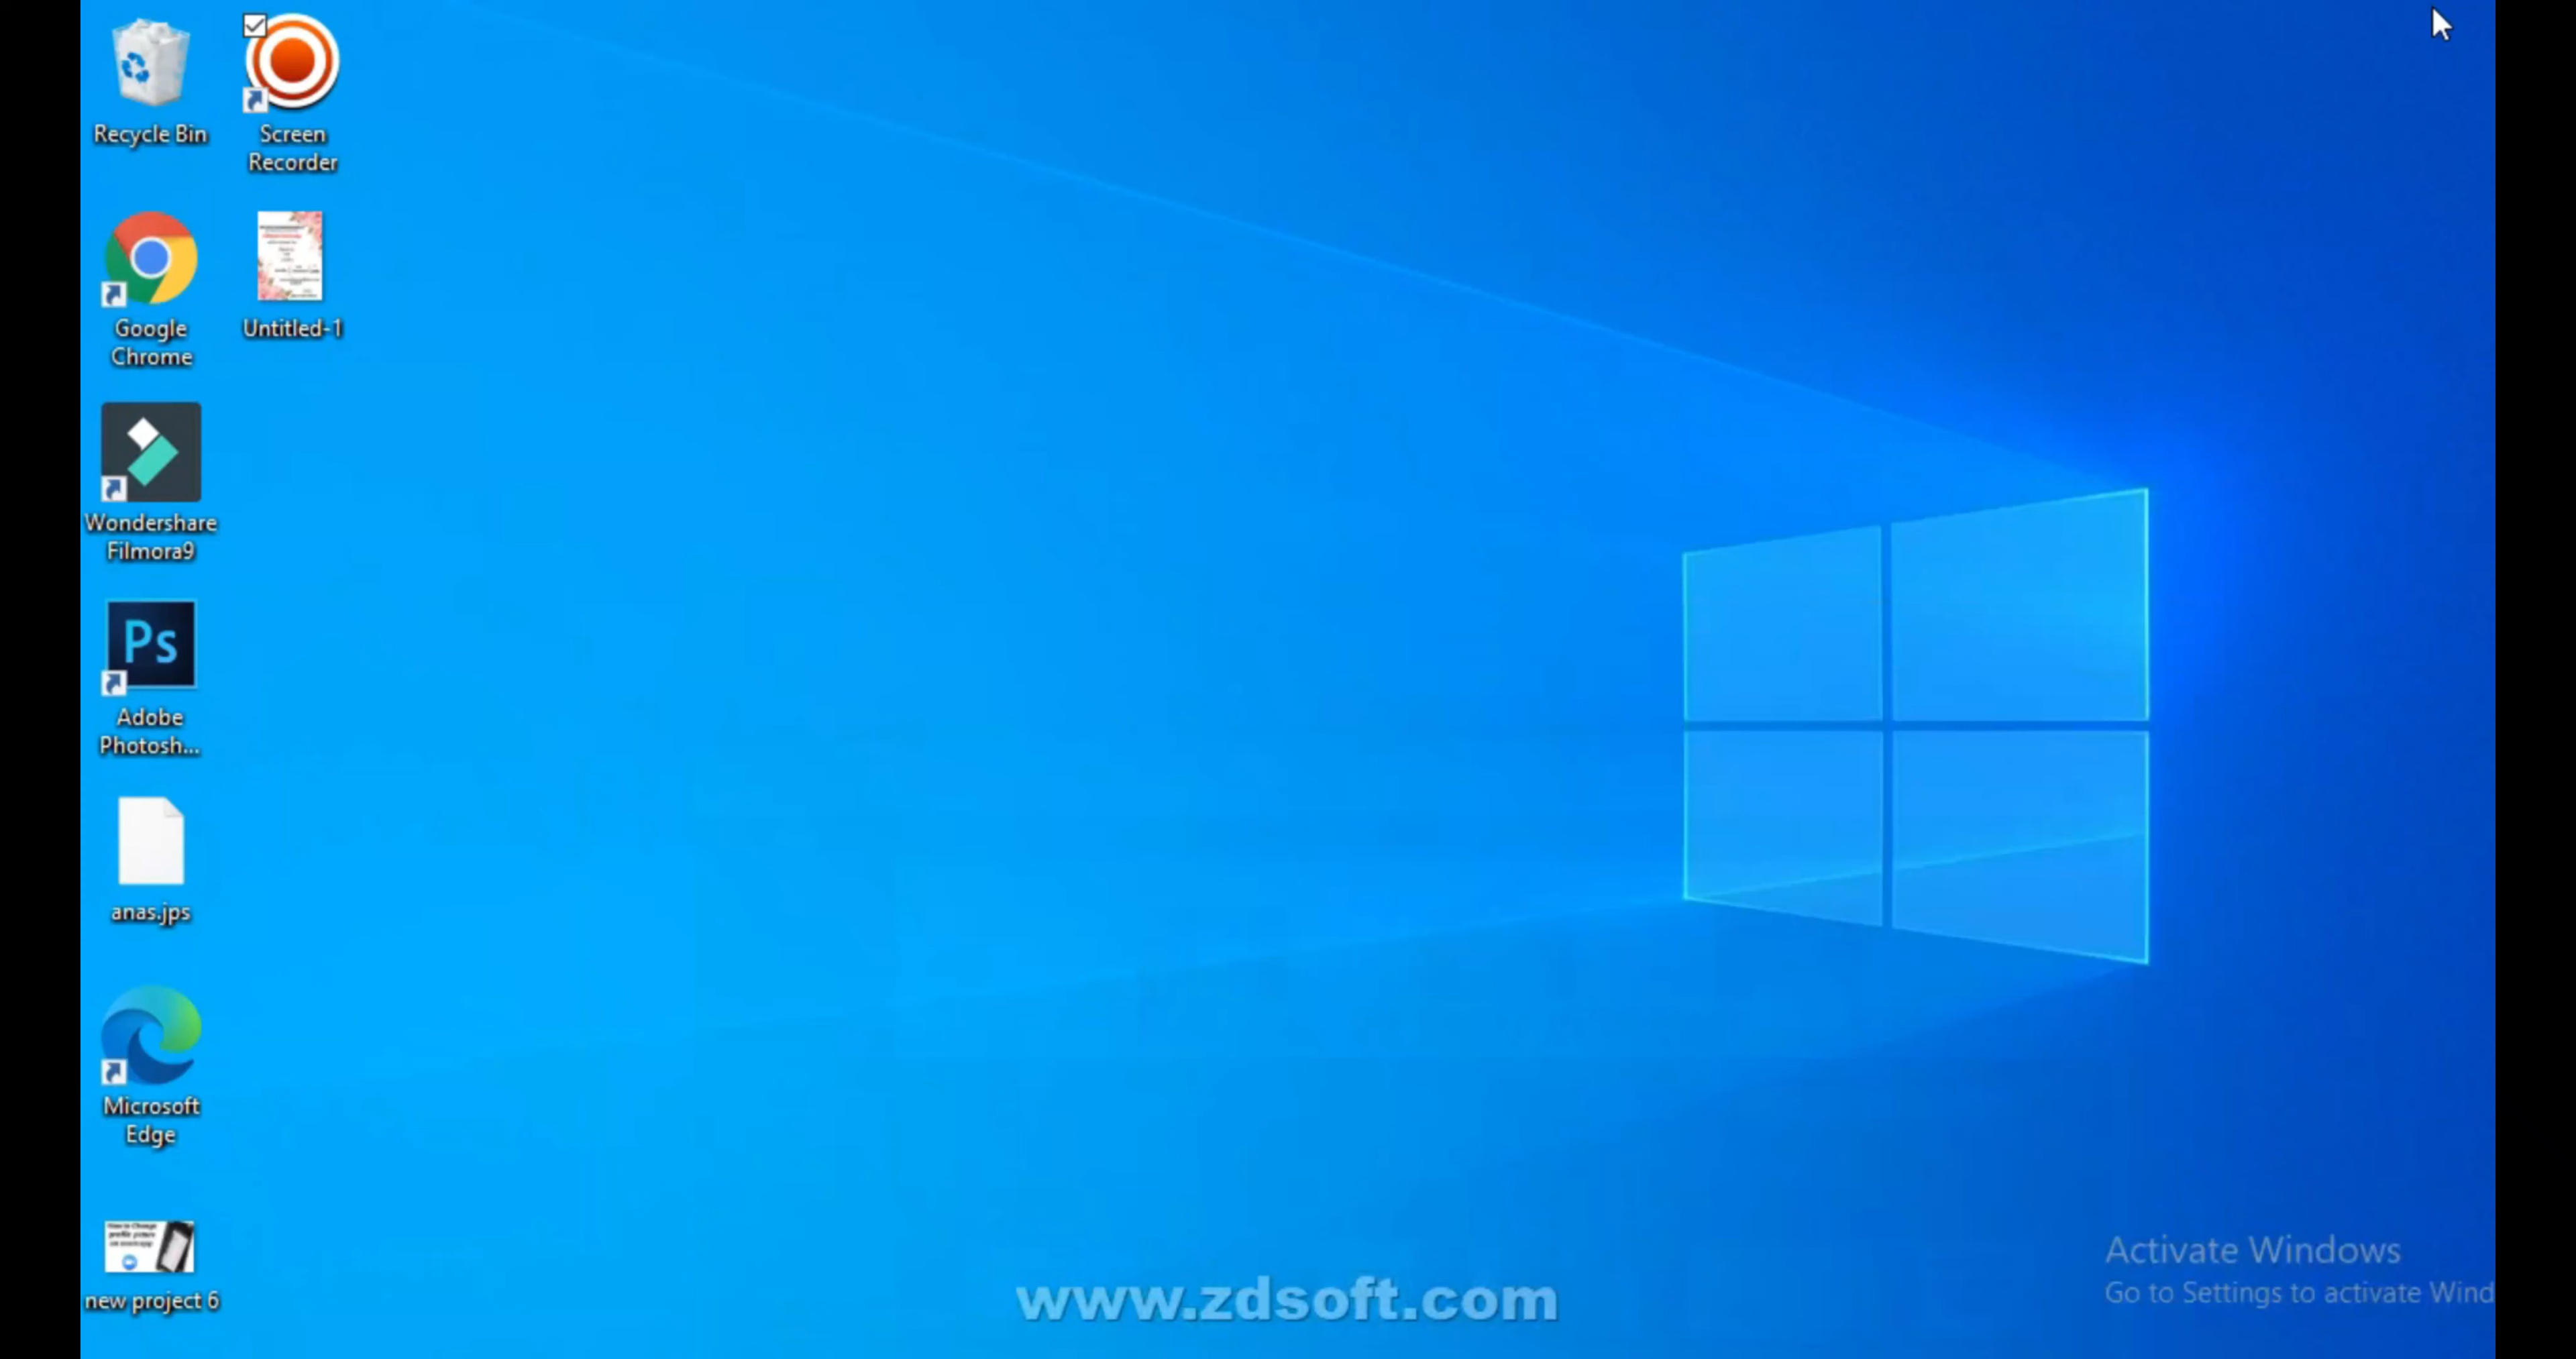 Recycle Bin
Screen
Recorder
Google
Chrome
Untitled-1
Wondershare
Filmora9
Ps
Adobe
Photosh...
anas.jps
Microsoft
Edge
new project 6
www.zdsoft.com
Activate Windows
Go to Settings to activate Wind